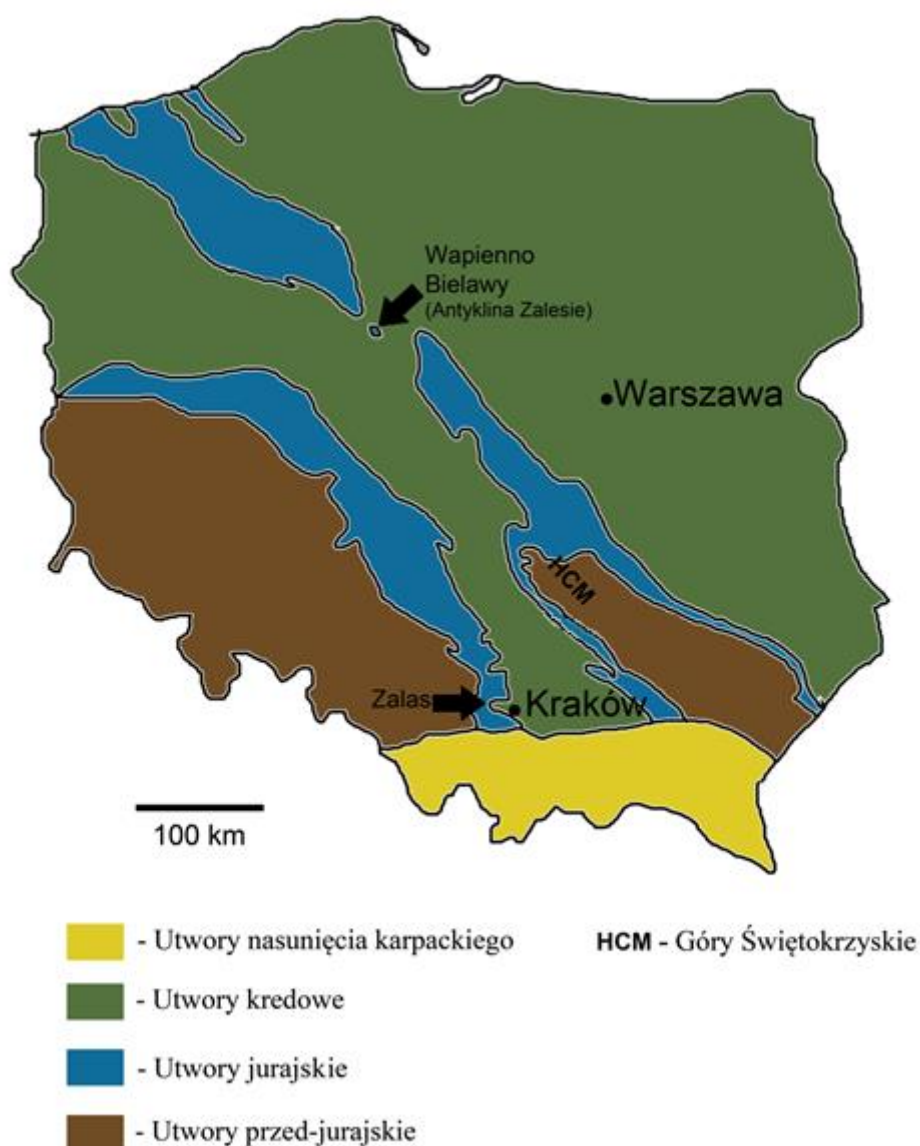 Wapienno
Bielawy
(Antyklina Zalesie)
Warszawa
HCM
Zalas
Kraków
100 km
- Utwory nasunięcia karpackiego
HCM - Góry Świętokrzyskie
- Utwory kredowe
- Utwory jurajskie
- Utwory przed-jurajskie